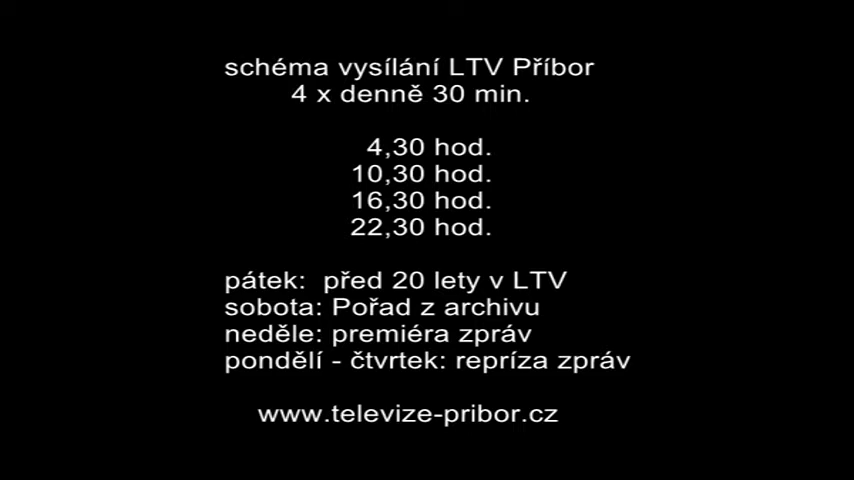 schéma vysílání LTV Příbor
4 x denně 30 min.
4,30 hod.
10,30 hod.
16,30 hod.
22,30 hod.
pátek: před 20 lety v LTV
sobota: Pořad z archivu
neděle: premiéra zpráv
pondělí - čtvrtek: repríza zpráv
www.televize-pribor.cz